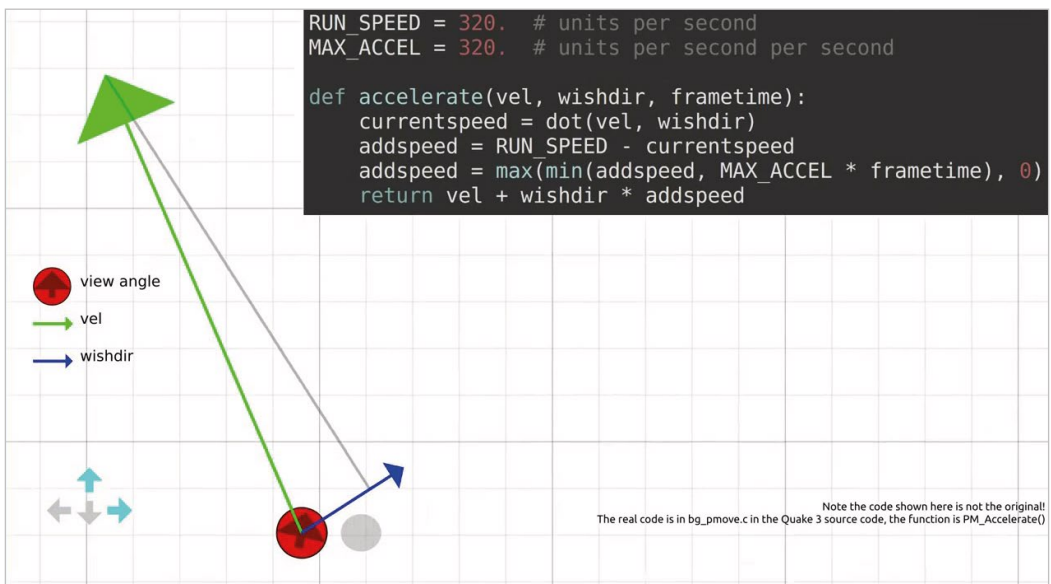 RUN_SPEED = 320.  # units per second
MAX_ACCEL = 320.  # units per second per second
def accelerate(vel, wishdir, frametime):
    currentspeed = dot(vel, wishdir)
    addspeed = RUN_SPEED - currentspeed
    addspeed = max(min(addspeed, MAX_ACCEL * frametime), 0)
    return vel + wishdir * addspeed
view angle
vel
wishdir
Note the code shown here is not the original!
The real code is in bg_pmove.c in the Quake 3 source code, the function is PM_Accelerate()